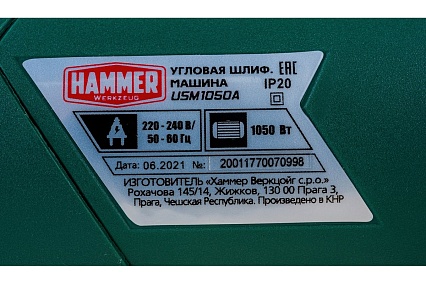 HAMMER
WERKZEUG
УГЛОВАЯ ШЛИФ. EAC
МАШИНА IP20
USM1050A
220 - 240 В/
50 - 60 Гц
1050 Вт
Дата: 06.2021 №: 20011770070998
ИЗГОТОВИТЕЛЬ «Хаммер Веркцойг с.р.о.»
Рохачова 145/14, Жижков, 130 00 Прага 3,
Прага, Чешская Республика. Произведено в КНР